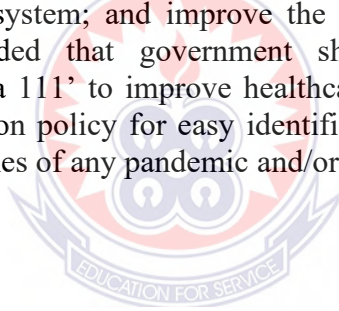 system; and improve the
ded that government sh
a 111’ to improve healthca
on policy for easy identifi
es of any pandemic and/or
EDUCATION FOR SERVICE